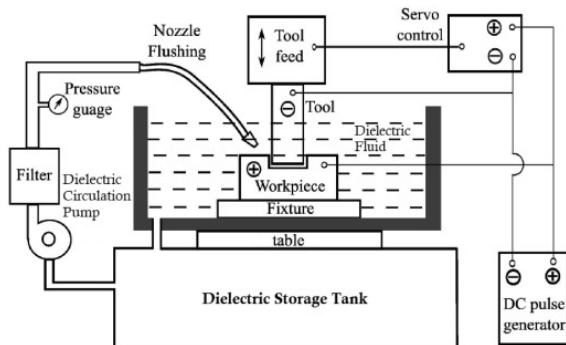 Nozzle
Flushing
Tool
feed
Servo
control
⊕
⊖
Pressure
guage
⊖
Tool
Dielectric
Fluid
Filter
Dielectric
Circulation
Pump
⊕
Workpiece
Fixture
table
Dielectric Storage Tank
⊖ ⊕
DC pulse
generator